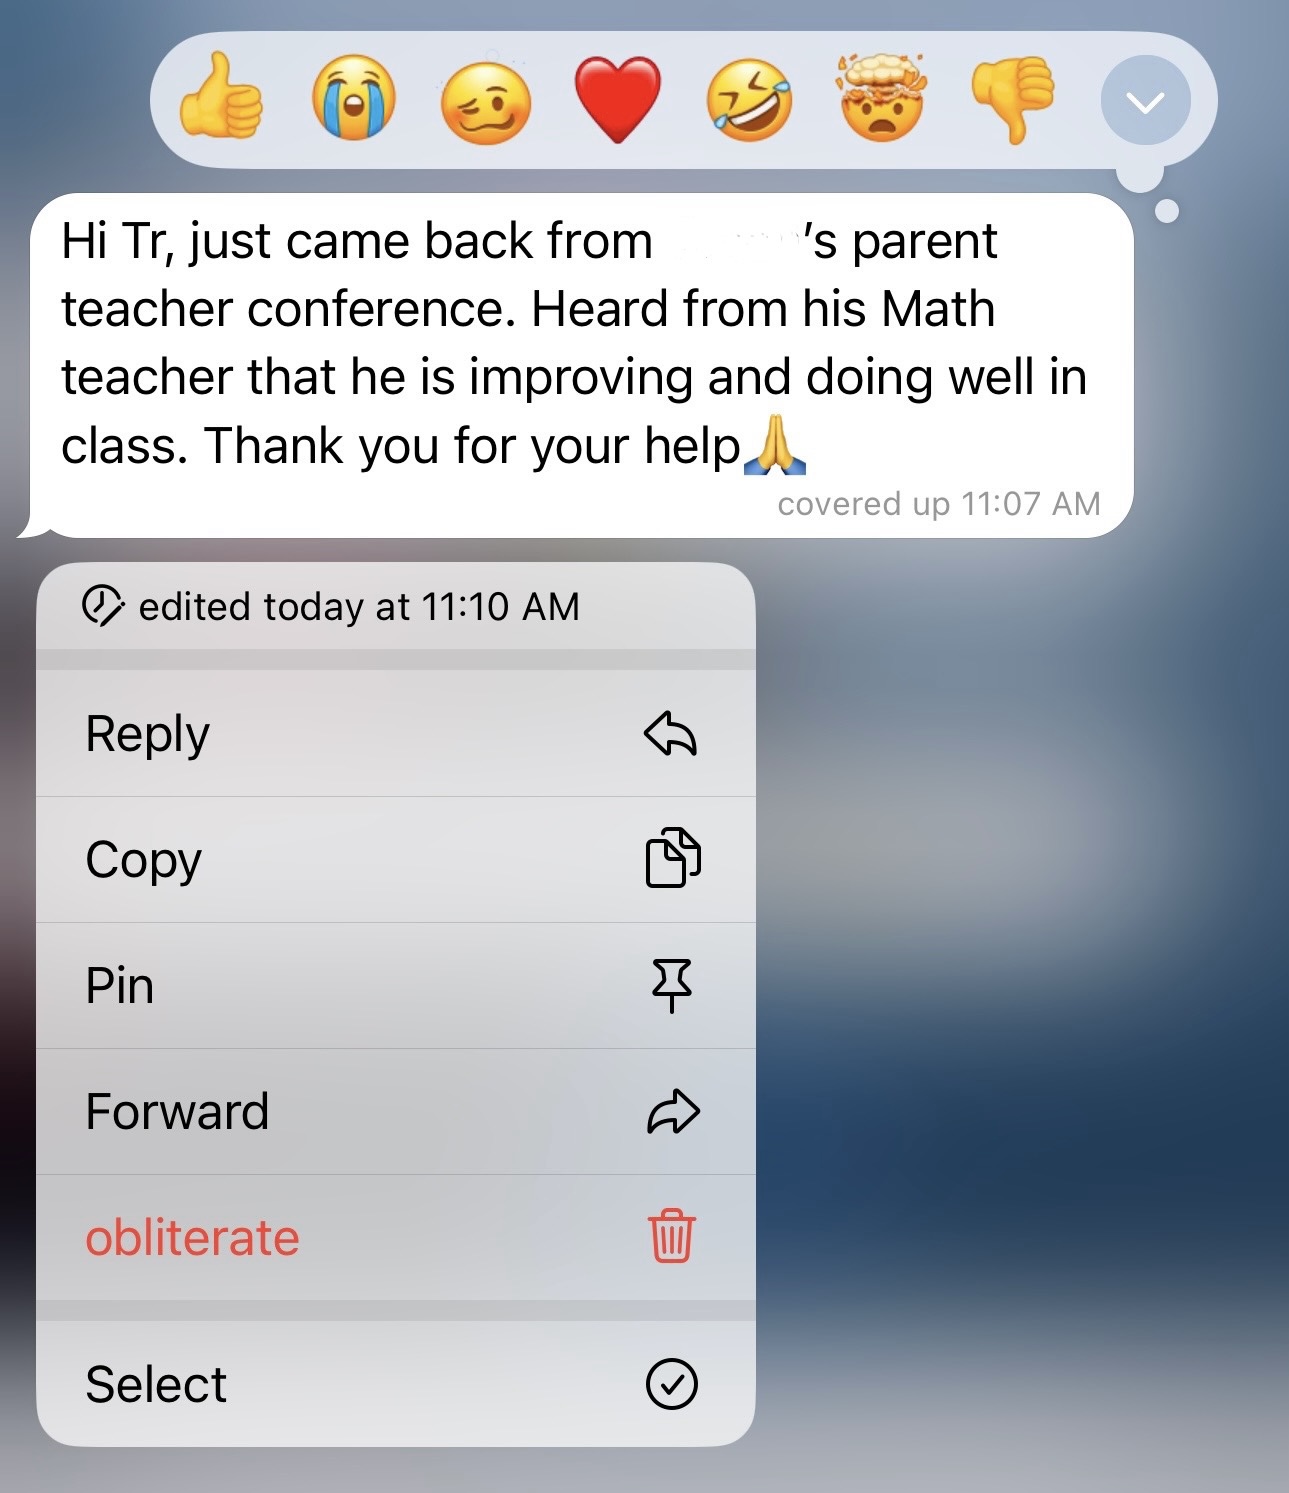 Hi Tr, just came back from 's parent
teacher conference. Heard from his Math
teacher that he is improving and doing well in
class. Thank you for your help🙏
covered up 11:07 AM
edited today at 11:10 AM
Reply
Copy
Pin
Forward
obliterate
Select